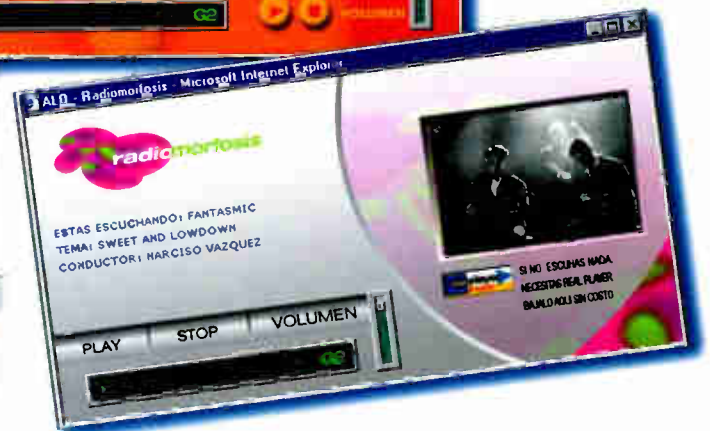 G2
VOLUMEN
ALO - Radiomorfosis - Microsoft Internet Explorer
radiomorfosis
ESTAS ESCUCHANDO: FANTASMIC
TEMA: SWEET AND LOWDOWN
CONDUCTOR: NARCISO VAZQUEZ
SI NO ESCUHAS NADA
NECESITAS REAL PLAYER
BAJALO AQUI SIN COSTO
PLAY STOP VOLUMEN
G2